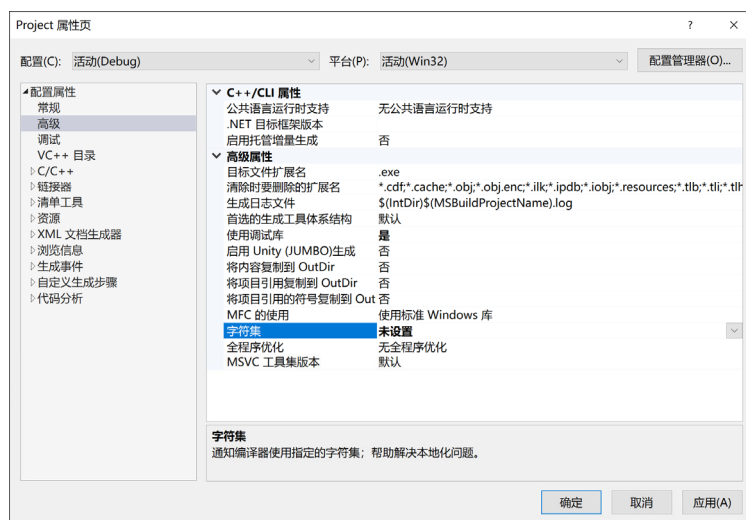 Project 属性页 ? ×
配置(C): 活动(Debug) 平台(P): 活动(Win32) 配置管理器(O)...
配置属性
常规
高级
调试
VC++ 目录
C/C++
链接器
清单工具
资源
XML 文档生成器
浏览信息
生成事件
自定义生成步骤
代码分析
C++/CLI 属性
公共语言运行时支持 无公共语言运行时支持
.NET 目标框架版本
启用托管增量生成 否
高级属性
目标文件扩展名 .exe
清除时要删除的扩展名 *.cdf;*.cache;*.obj;*.obj.enc;*.ilk;*.ipdb;*.iobj;*.resources;*.tlb;*.tli;*.tlh
生成日志文件 $(IntDir)$(MSBuildProjectName).log
首选的生成工具体系结构 默认
使用调试库 是
启用 Unity (JUMBO)生成 否
将内容复制到 OutDir 否
将项目引用复制到 OutDir 否
将项目引用的符号复制到 Out 否
MFC 的使用 使用标准 Windows 库
字符集 未设置
全程序优化 无全程序优化
MSVC 工具集版本 默认
字符集
通知编译器使用指定的字符集；帮助解决本地化问题。
确定 取消 应用(A)